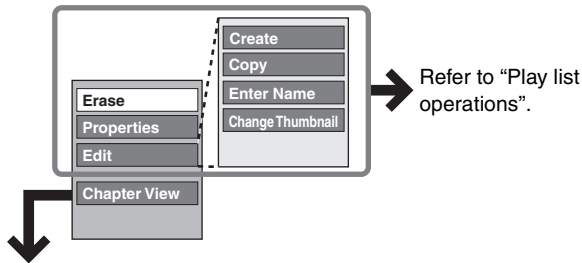 Erase
Properties
Edit
Chapter View
Create
Copy
Enter Name
Change Thumbnail
Refer to “Play list
operations”.